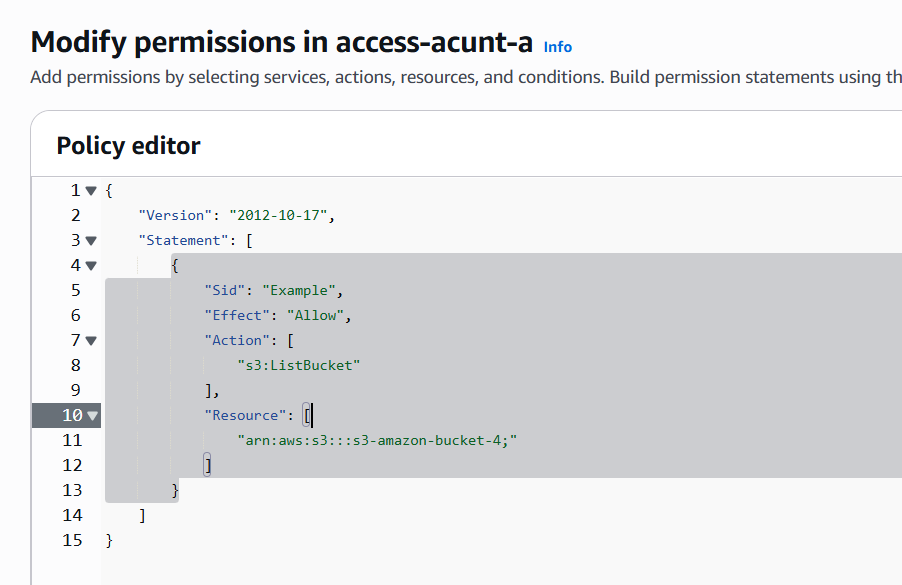 Modify permissions in access-acunt-a Info
Add permissions by selecting services, actions, resources, and conditions. Build permission statements using th
Policy editor
1 {
2 "Version": "2012-10-17",
3 "Statement": [
4 {
5 "Sid": "Example",
6 "Effect": "Allow",
7 "Action": [
8 "s3:ListBucket"
9 ],
10 "Resource": [
11 "arn:aws:s3:::s3-amazon-bucket-4;"
12 ]
13 }
14 ]
15 }